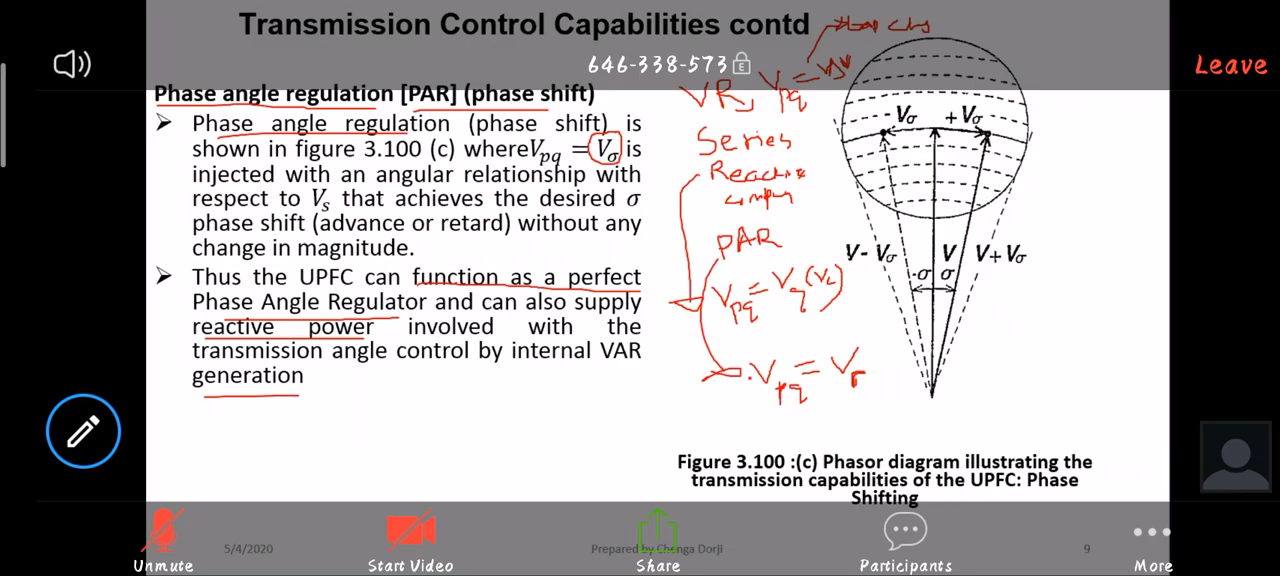 Transmission Control Capabilities contd
646-338-573
Leave
Phase angle regulation [PAR] (phase shift)
➤ Phase angle regulation (phase shift) is
shown in figure 3.100 (c) whereVpq = Vσ is
injected with an angular relationship with
respect to Vs that achieves the desired σ
phase shift (advance or retard) without any
change in magnitude.
➤ Thus the UPFC can function as a perfect
Phase Angle Regulator and can also supply
reactive power involved with the
transmission angle control by internal VAR
generation
VR, Vpq =
Series
PAR
Vpq = Vq
Vpq =
- Vσ +Vσ
V- Vσ V V+Vσ
-σ σ
Figure 3.100 :(c) Phasor diagram illustrating the
transmission capabilities of the UPFC: Phase
Shifting
5/4/2020 Prepared by Chenga Dorji 9
Unmute Start Video Share Participants More